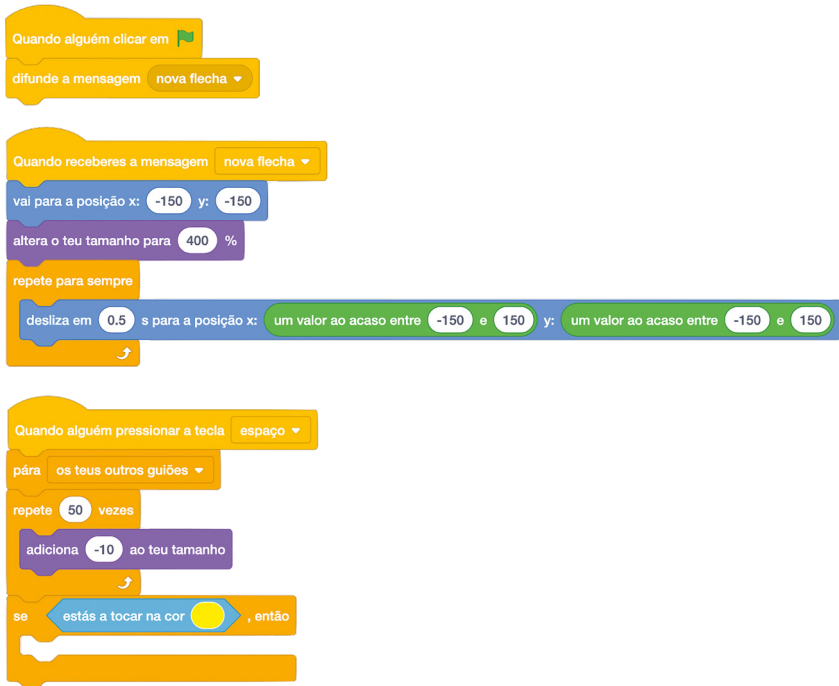 Quando alguém clicar em
difunde a mensagem nova flecha
Quando receberes a mensagem nova flecha
vai para a posição x: -150 y: -150
altera o teu tamanho para 400 %
repete para sempre
desliza em 0.5 s para a posição x: um valor ao acaso entre -150 e 150 y: um valor ao acaso entre -150 e 150
Quando alguém pressionar a tecla espaço
pára os teus outros guiões
repete 50 vezes
adiciona -10 ao teu tamanho
se estás a tocar na cor , então